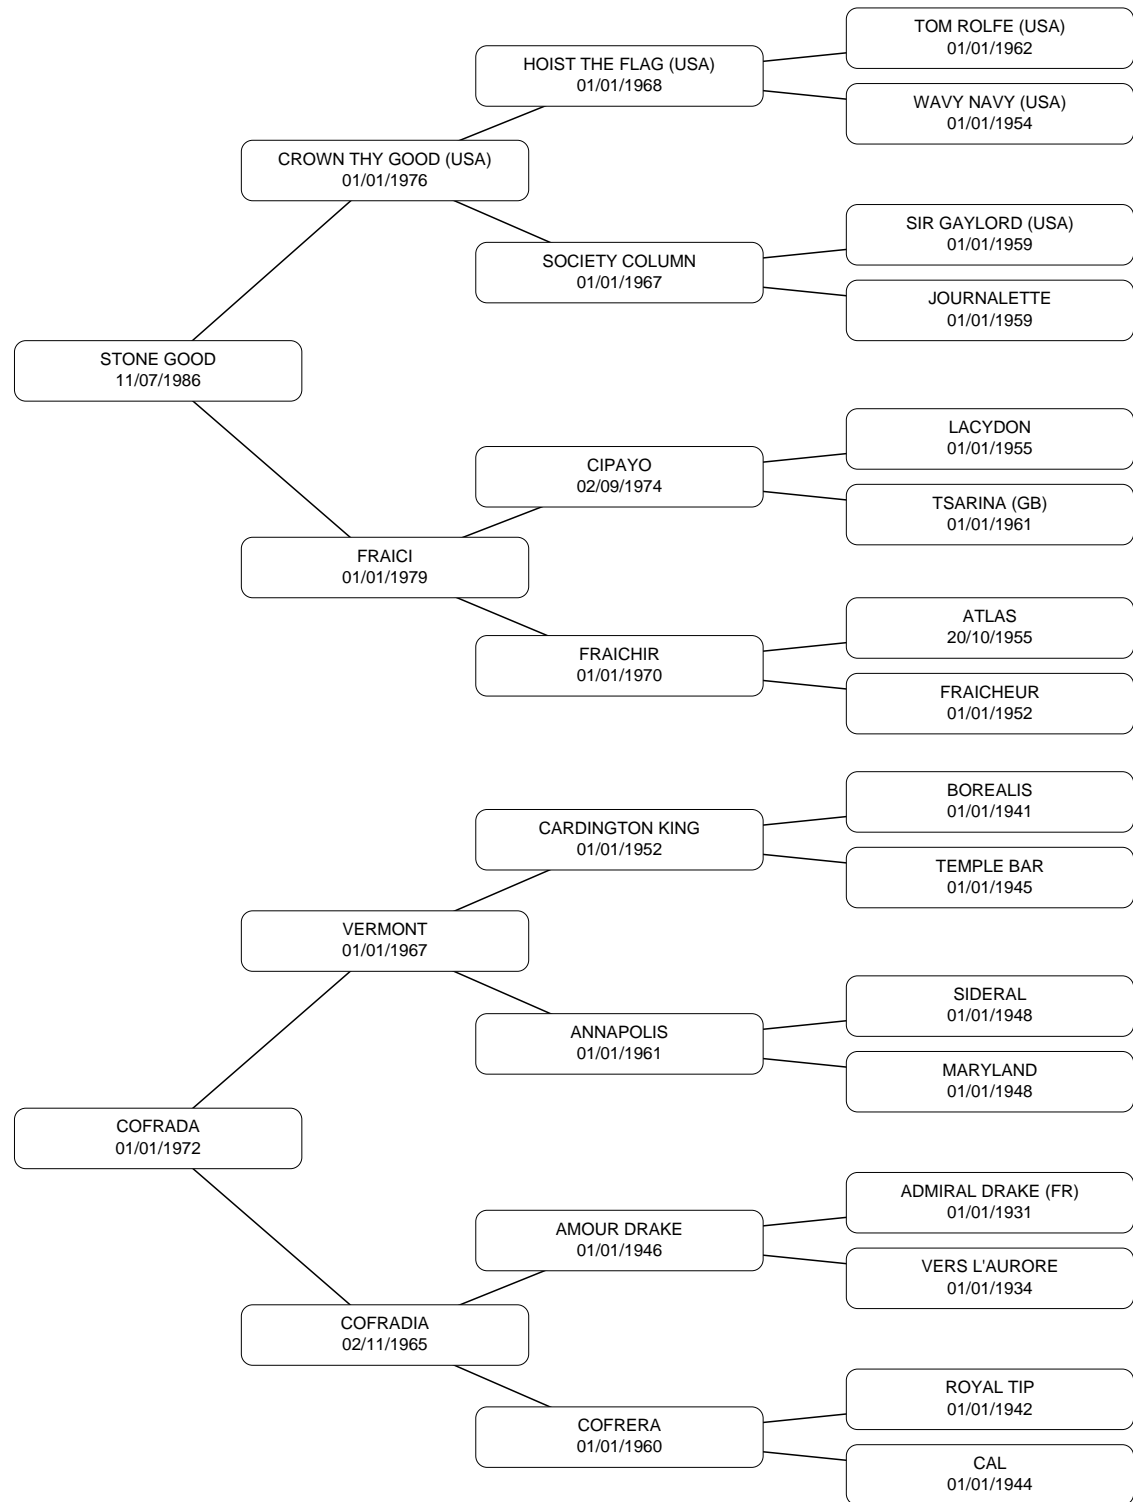 TOM ROLFE (USA)
01/01/1962
HOIST THE FLAG (USA)
01/01/1968
WAVY NAVY (USA)
01/01/1954
CROWN THY GOOD (USA)
01/01/1976
SIR GAYLORD (USA)
01/01/1959
SOCIETY COLUMN
01/01/1967
JOURNALETTE
01/01/1959
STONE GOOD
11/07/1986
LACYDON
01/01/1955
CIPAYO
02/09/1974
TSARINA (GB)
01/01/1961
FRAICI
01/01/1979
ATLAS
20/10/1955
FRAICHIR
01/01/1970
FRAICHEUR
01/01/1952
BOREALIS
01/01/1941
CARDINGTON KING
01/01/1952
TEMPLE BAR
01/01/1945
VERMONT
01/01/1967
SIDERAL
01/01/1948
ANNAPOLIS
01/01/1961
MARYLAND
01/01/1948
COFRADA
01/01/1972
ADMIRAL DRAKE (FR)
01/01/1931
AMOUR DRAKE
01/01/1946
VERS L'AURORE
01/01/1934
COFRADIA
02/11/1965
ROYAL TIP
01/01/1942
COFRERA
01/01/1960
CAL
01/01/1944